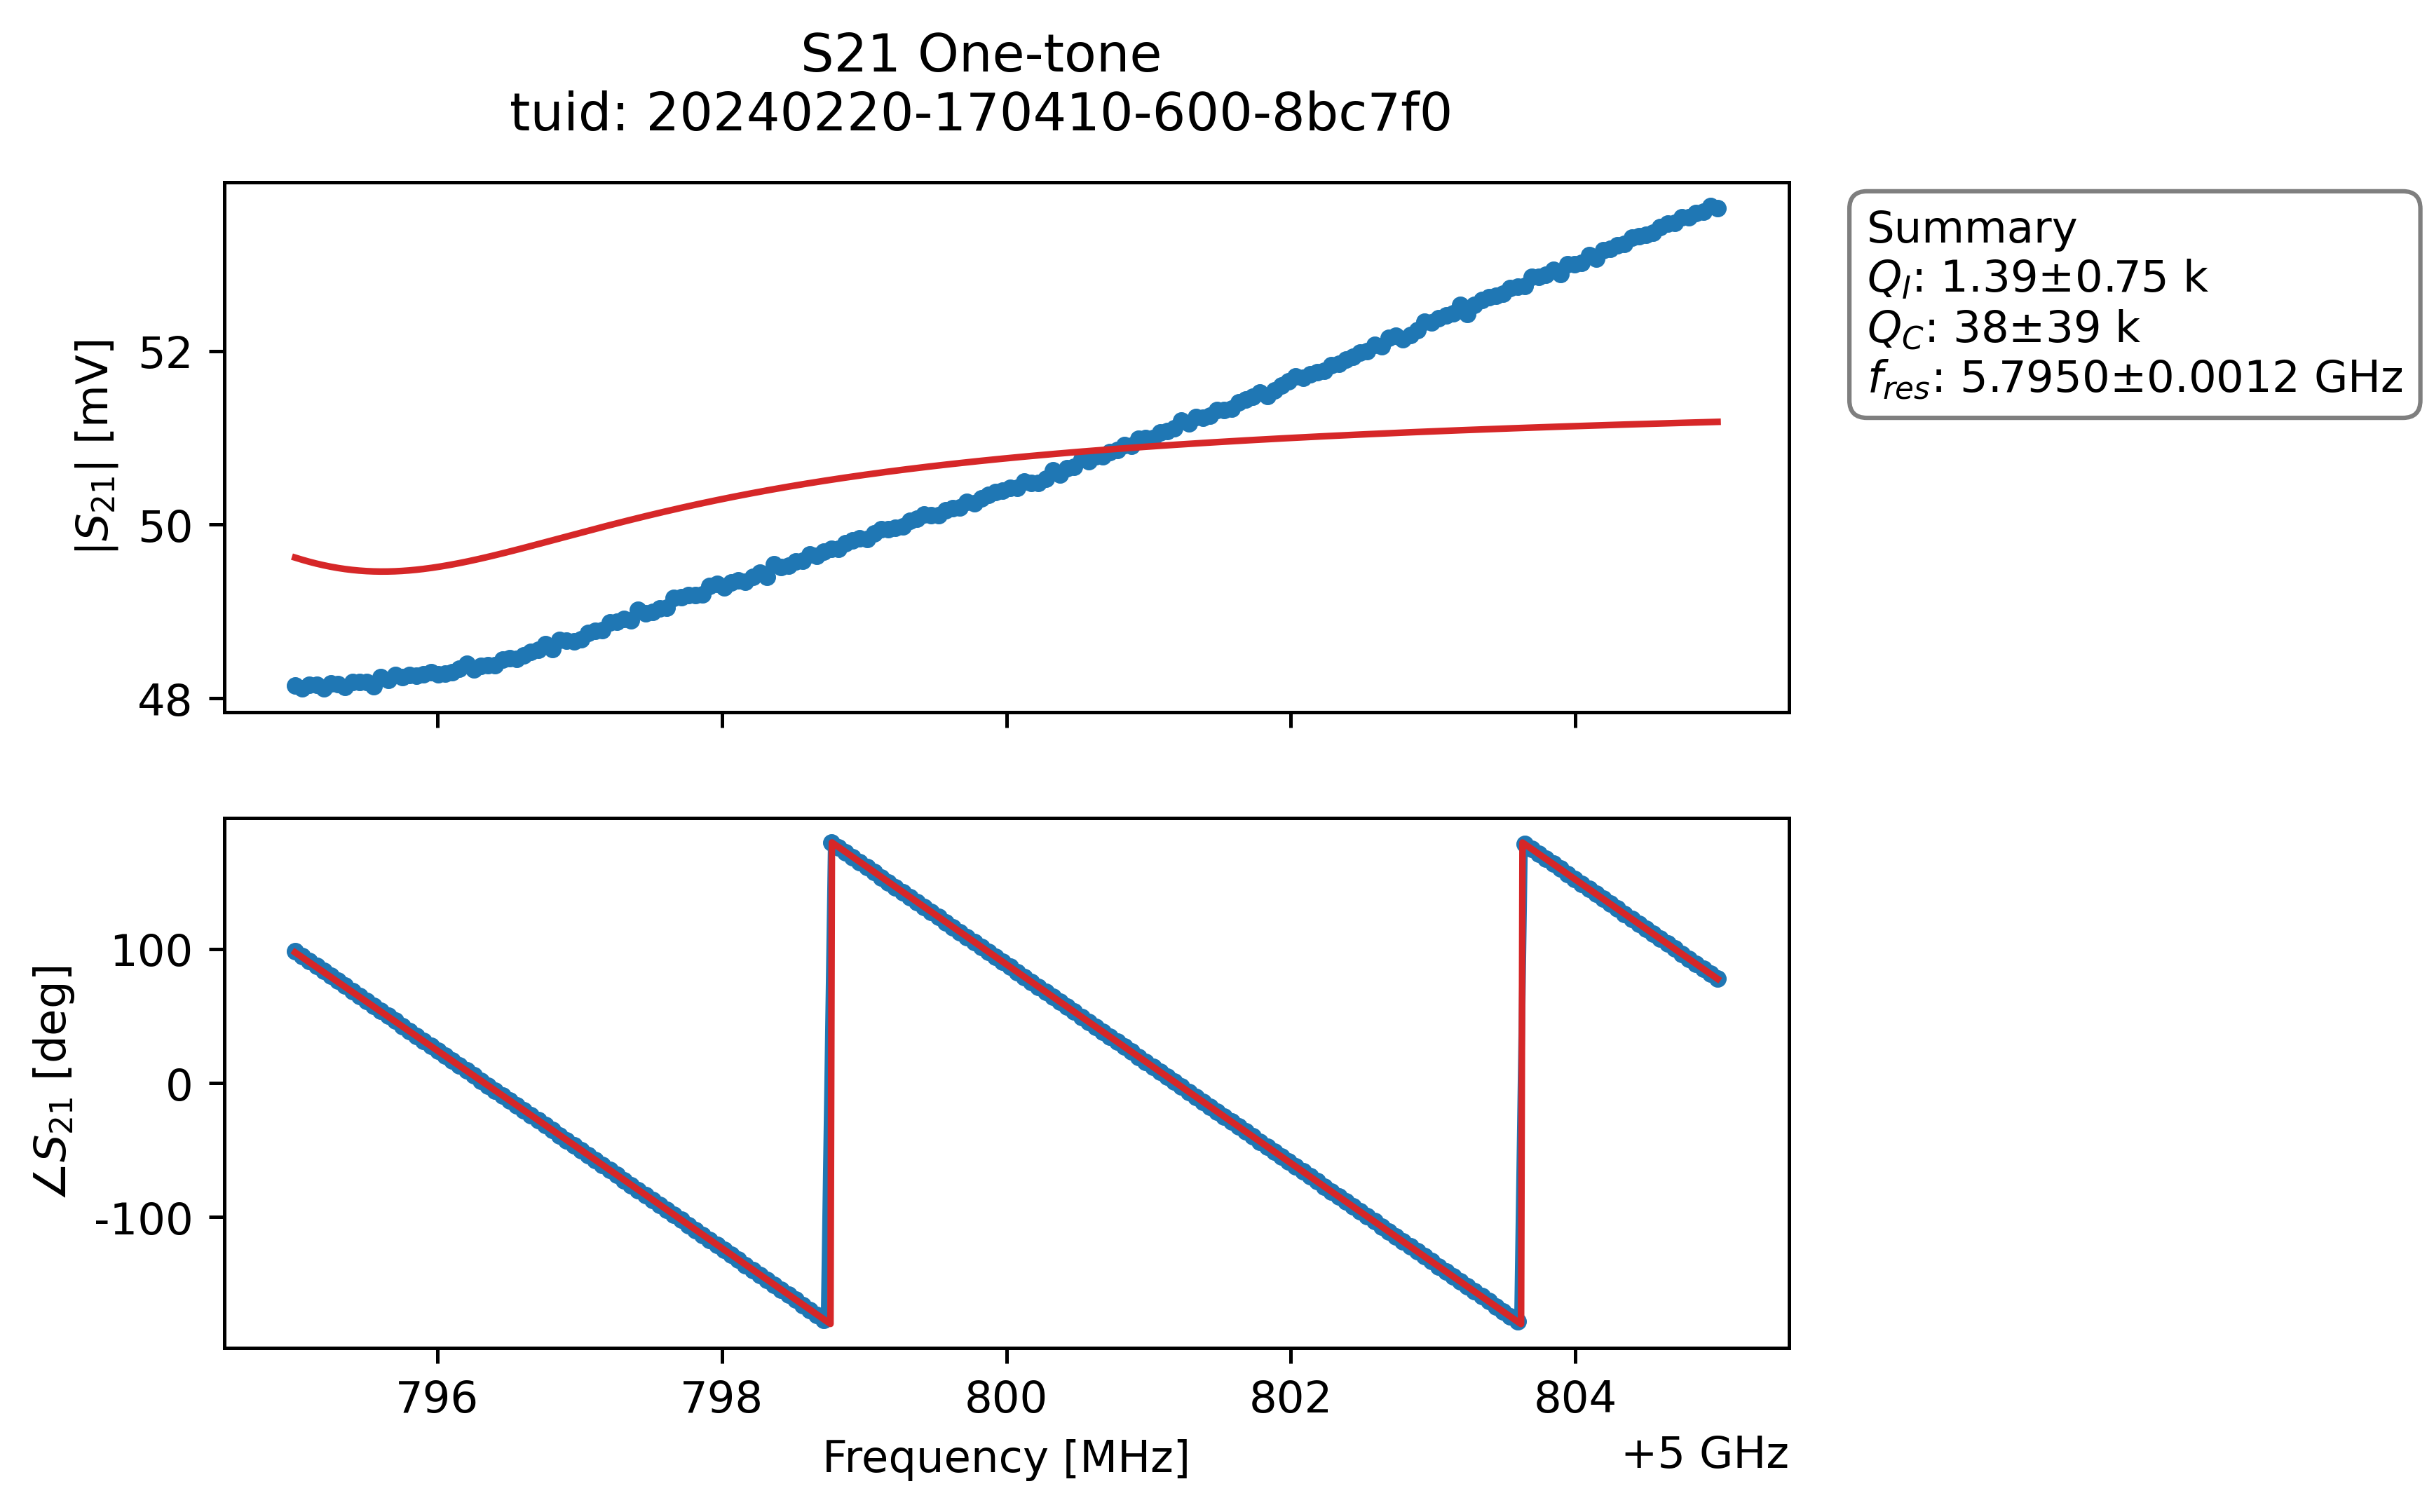 S21 One-tone
tuid: 20240220-170410-600-8bc7f0
|S21| [mV]
52
50
48
Summary
QI: 1.39±0.75 k
QC: 38±39 k
fres: 5.7950±0.0012 GHz
∠S21 [deg]
100
0
-100
796 798 800 802 804
Frequency [MHz]
+5 GHz